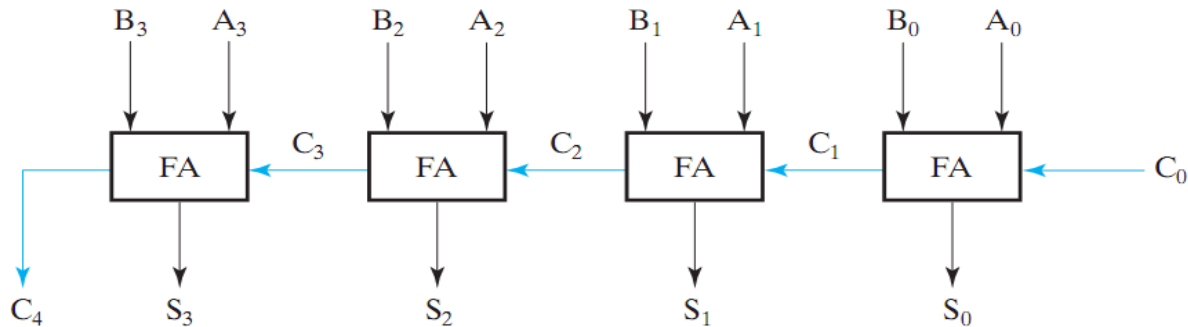 B₃ A₃ B₂ A₂ B₁ A₁ B₀ A₀
FA C₃ FA C₂ FA C₁ FA C₀
C₄ S₃ S₂ S₁ S₀